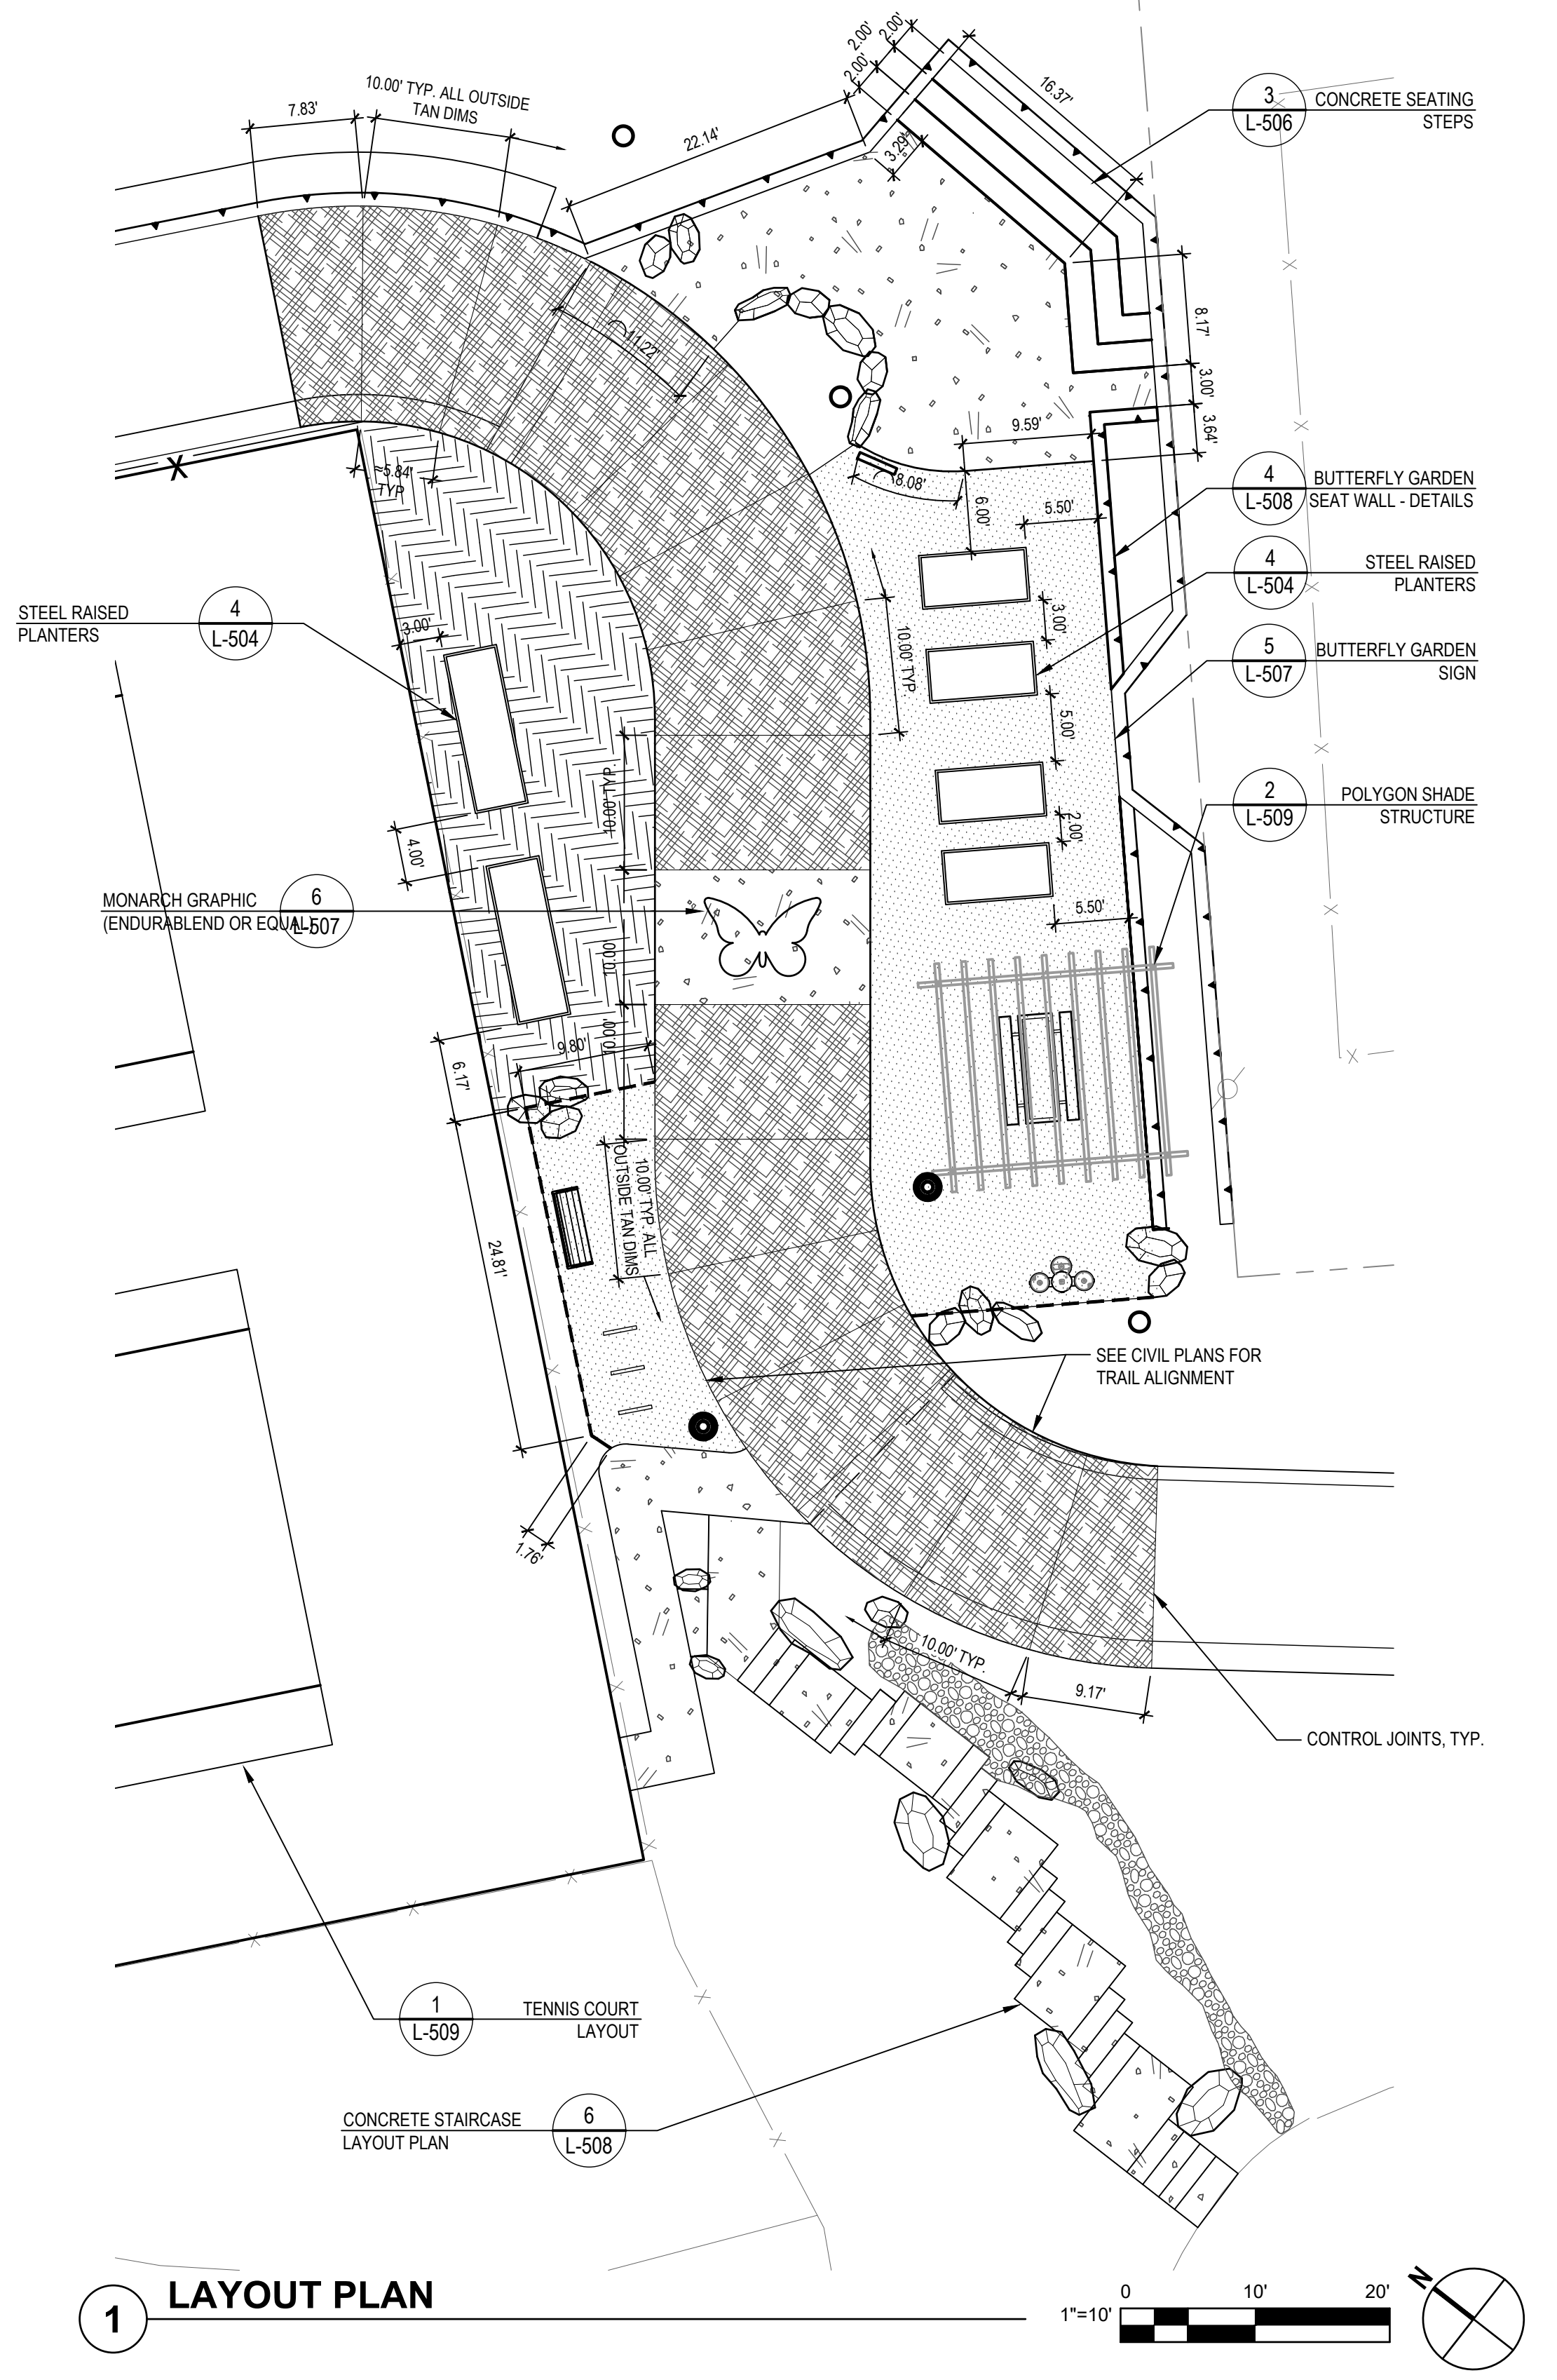 2.00'
2.00'
2.00'
16.37'
3
L-506
CONCRETE SEATING
STEPS
7.83'
10.00' TYP. ALL OUTSIDE
TAN DIMS
22.14'
3.29'
8.17'
3.00'
3.64'
11.22'
9.59'
≈5.84'
TYP
8.08'
6.00'
5.50'
4
L-508
BUTTERFLY GARDEN
SEAT WALL - DETAILS
X
4
L-504
STEEL RAISED
PLANTERS
STEEL RAISED
PLANTERS
4
L-504
3.00'
10.00' TYP.
3.00'
5
L-507
BUTTERFLY GARDEN
SIGN
5.00'
10.00' TYP.
2
L-509
POLYGON SHADE
STRUCTURE
4.00'
2.00'
MONARCH GRAPHIC
(ENDURABLEND OR EQUAL)
6
L-507
5.50'
10.00'
10.00'
9.80'
6.17'
10.00' TYP. ALL
OUTSIDE TAN DIMS
24.81'
SEE CIVIL PLANS FOR
TRAIL ALIGNMENT
1.76'
10.00' TYP.
9.17'
CONTROL JOINTS, TYP.
1
L-509
TENNIS COURT
LAYOUT
CONCRETE STAIRCASE
LAYOUT PLAN
6
L-508
1
LAYOUT PLAN
1"=10'
0 10' 20'
N